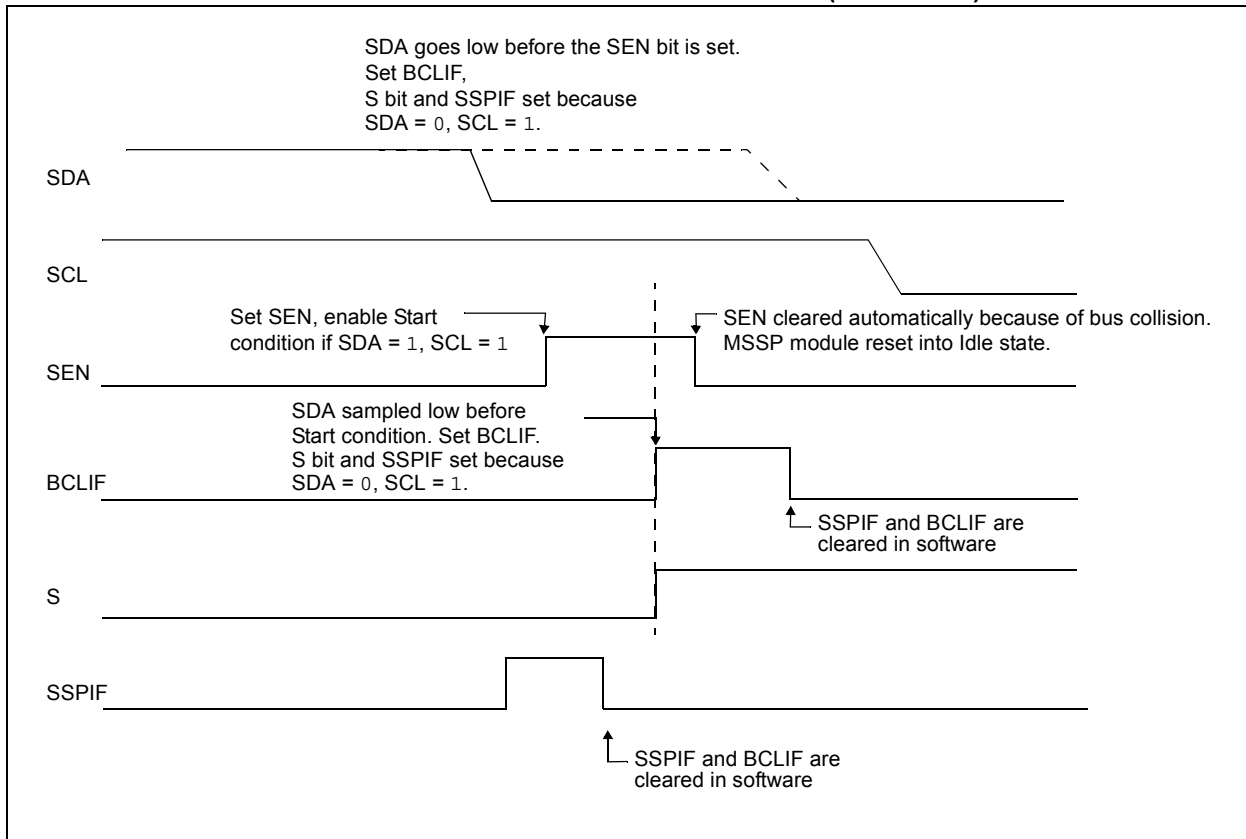 SDA goes low before the SEN bit is set.
Set BCLIF,
S bit and SSPIF set because
SDA = 0, SCL = 1.
SDA
SCL
Set SEN, enable Start
condition if SDA = 1, SCL = 1
SEN cleared automatically because of bus collision.
MSSP module reset into Idle state.
SEN
SDA sampled low before
Start condition. Set BCLIF.
S bit and SSPIF set because
SDA = 0, SCL = 1.
BCLIF
SSPIF and BCLIF are
cleared in software
S
SSPIF
SSPIF and BCLIF are
cleared in software